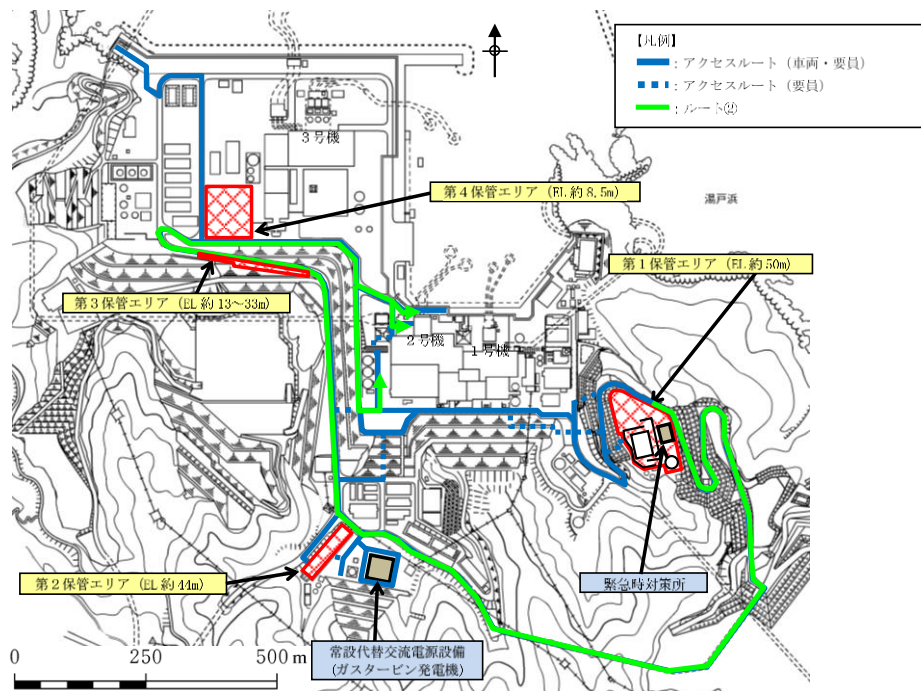 【凡例】
：アクセスルート（車両・要員）
：アクセスルート（要員）
：ルート②
3号機
第4保管エリア（EL約8.5m）
湯戸浜
第1保管エリア（EL約50m）
第3保管エリア（EL約13～33m）
2号機
1号機
第2保管エリア（EL約44m）
緊急時対策所
常設代替交流電源設備
（ガスタービン発電機）
0 250 500 m